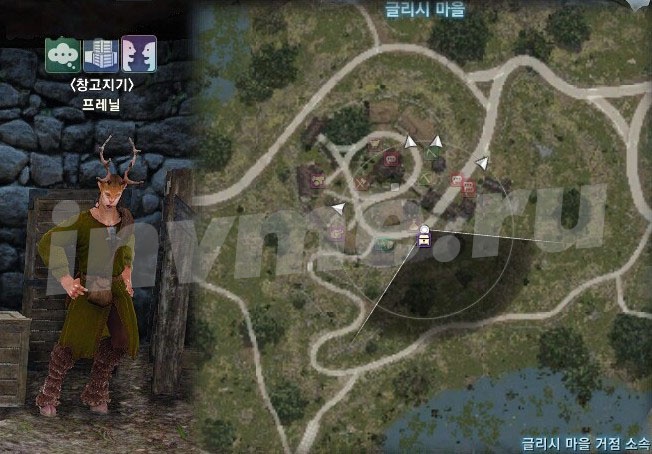 글리시 마을
〈창고지기〉
프레닐
invme.ru
글리시 마을 거점 소속